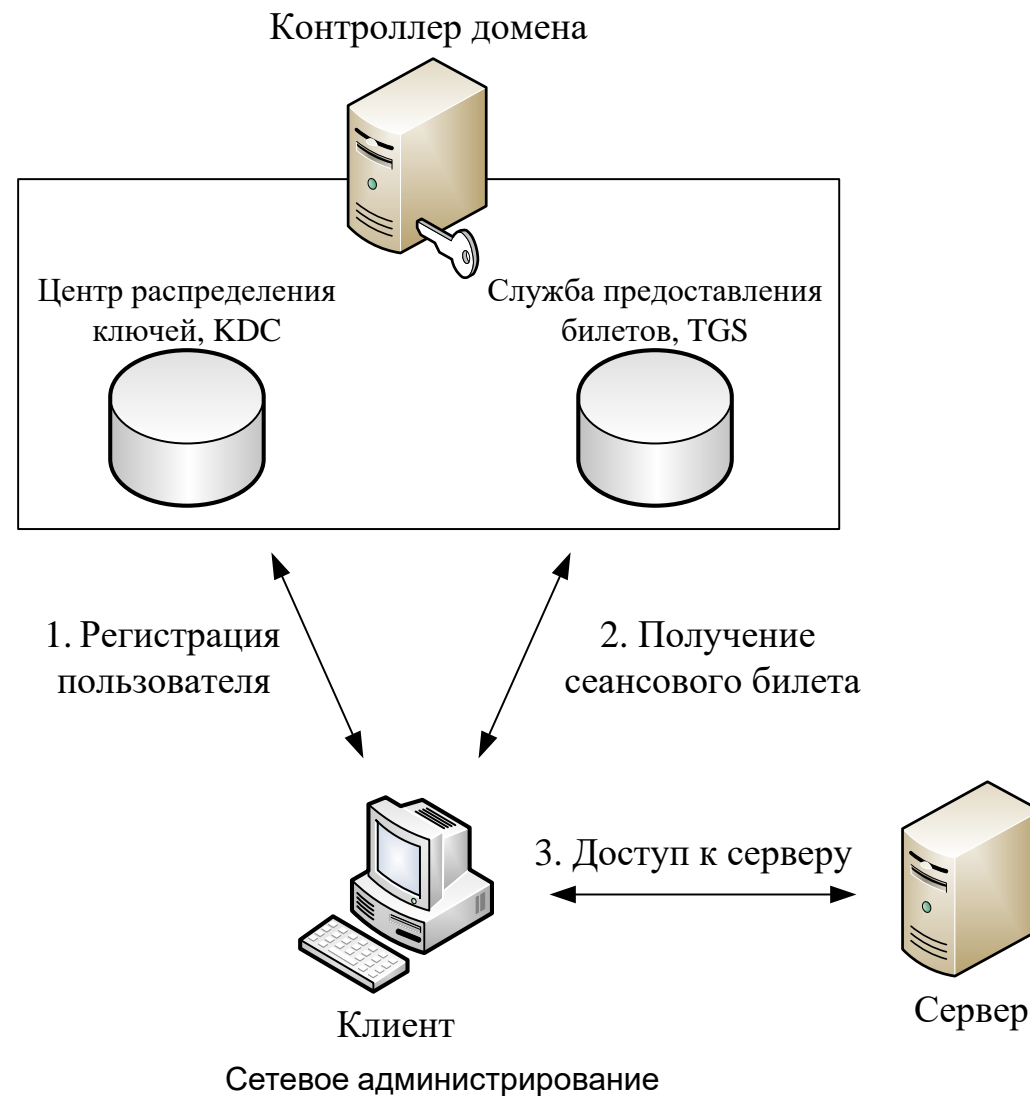 Контроллер домена
Центр распределения
ключей, KDC
Служба предоставления
билетов, TGS
1. Регистрация
пользователя
2. Получение
сеансового билета
3. Доступ к серверу
Клиент
Сервер
Сетевое администрирование